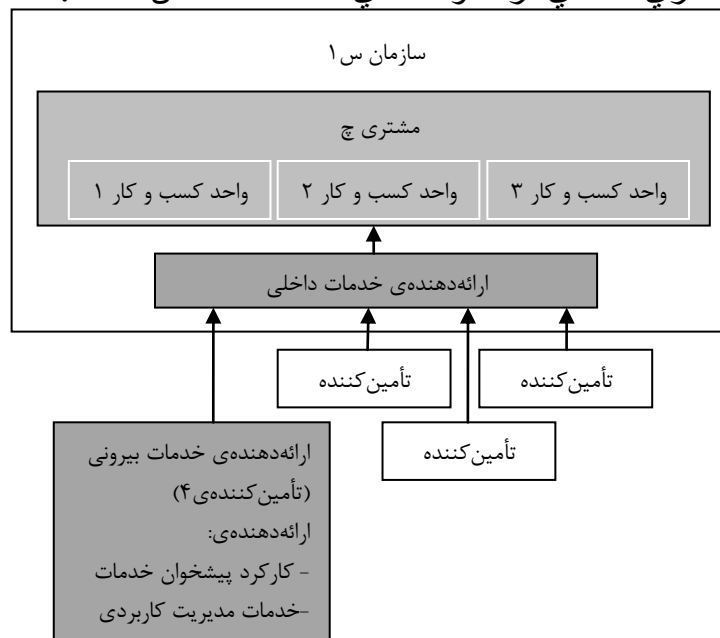 سازمان س۱
مشتری چ
واحد کسب و کار ۱
واحد کسب و کار ۲
واحد کسب و کار ۳
ارائه‌دهنده‌ی خدمات داخلی
تأمین‌کننده
تأمین‌کننده
تأمین‌کننده
ارائه‌دهنده‌ی خدمات بیرونی
(تأمین‌کننده‌ی۴)
ارائه‌دهنده‌ی:
- کارکرد پیشخوان خدمات
-خدمات مدیریت کاربردی